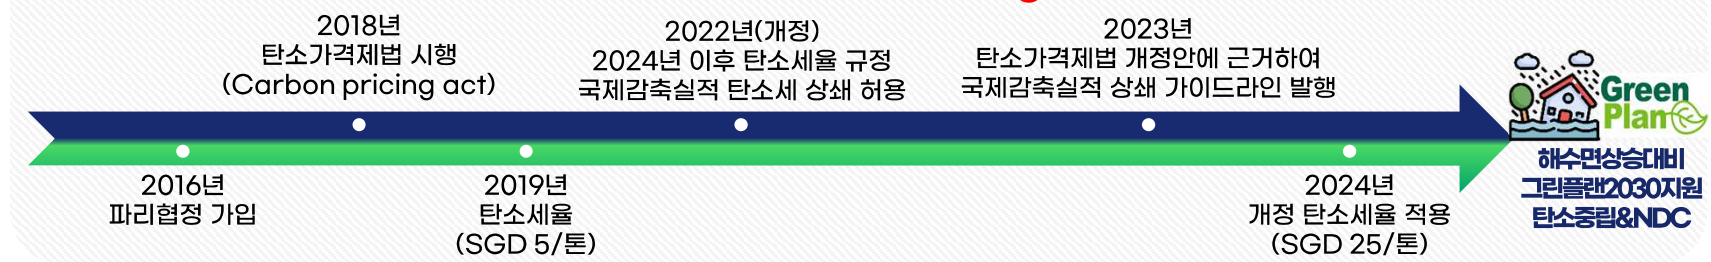 2018년
탄소가격제법 시행
(Carbon pricing act)
2022년(개정)
2024년 이후 탄소세율 규정
국제감축실적 탄소세 상쇄 허용
2023년
탄소가격제법 개정안에 근거하여
국제감축실적 상쇄 가이드라인 발행
2016년
파리협정 가입
2019년
탄소세율
(SGD 5/톤)
2024년
개정 탄소세율 적용
(SGD 25/톤)
Green
Plan
해수면상승대비
그린플랜2030지원
탄소중립&NDC